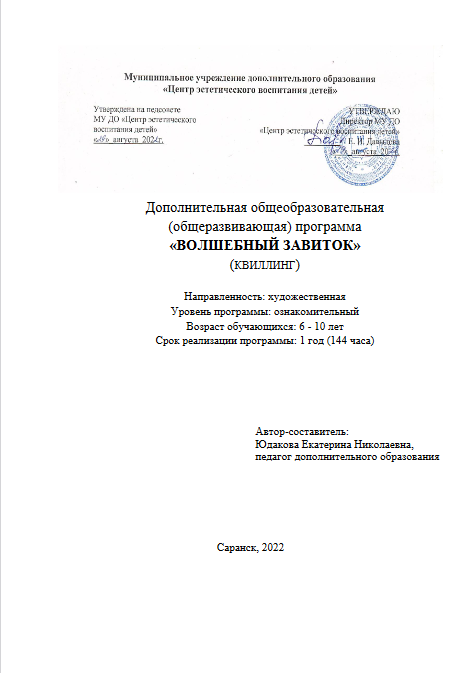 Муниципальное учреждение дополнительного образования
«Центр эстетического воспитания детей»
Утверждена на педсовете
МУ ДО «Центр эстетического
воспитания детей»
августа
УТВЕРЖДАЮ
Директор МУ ДО
«Центр эстетического воспитания детей»
Е. И.
августа
Дополнительная общеобразовательная
(общеразвивающая) программа
«ВОЛШЕБНЫЙ ЗАВИТОК»
(КВИЛЛИНГ)
Направленность: художественная
Уровень программы: ознакомительный
Возраст обучающихся: 6 - 10 лет
Срок реализации программы: 1 год (144 часа)
Автор-составитель:
Юдакова Екатерина Николаевна,
педагог дополнительного образования
Саранск, 2022